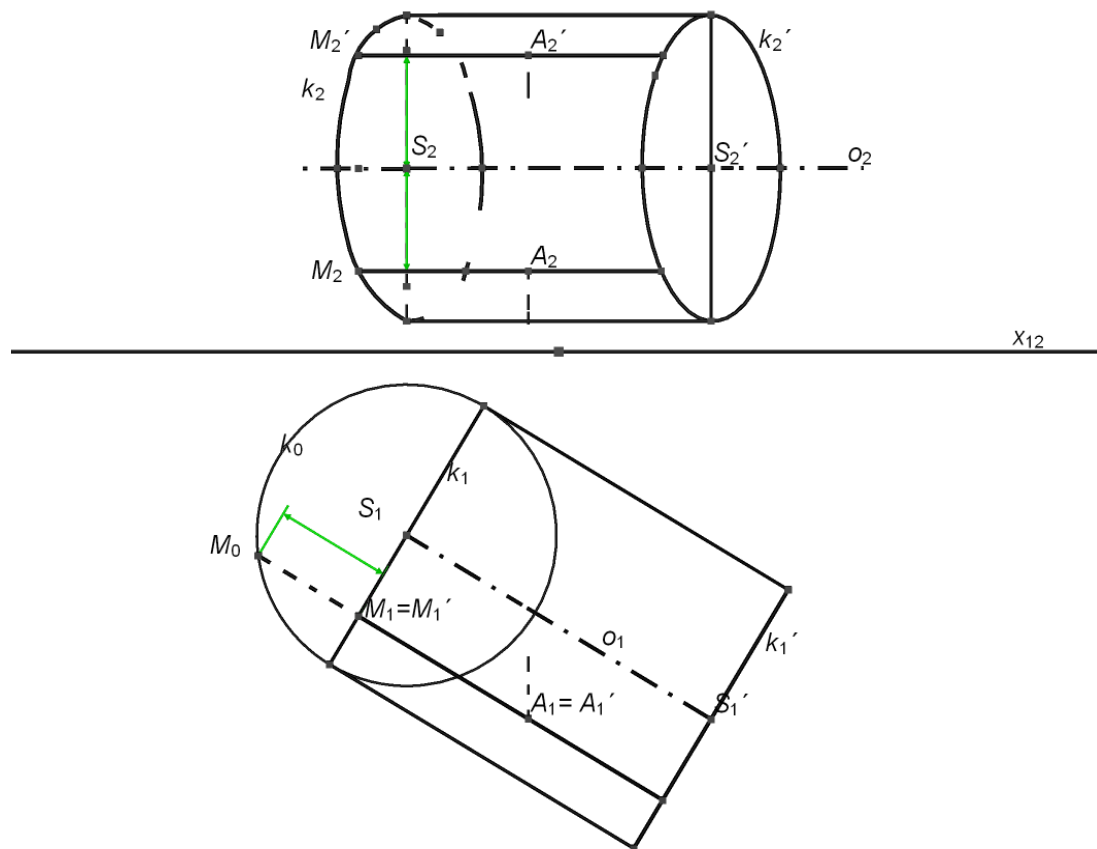 M₂´ A₂´ k₂´
k₂
S₂ S₂´ o₂
M₂ A₂
x₁₂
k₀ k₁
S₁
M₀
M₁=M₁´
o₁ k₁´
A₁= A₁´ S₁´